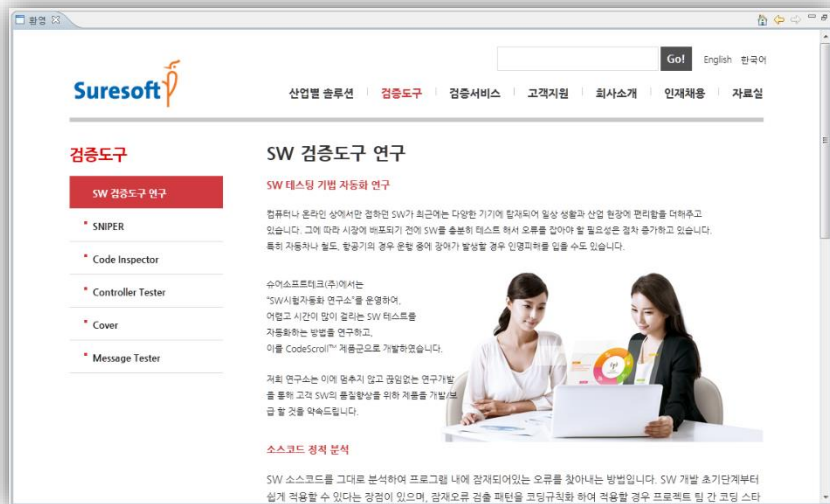 환영
Go! English 한국어
Suresoft
산업별 솔루션 검증도구 검증서비스 고객지원 회사소개 인재채용 자료실
검증도구
SW 검증도구 연구
SNIPER
Code Inspector
Controller Tester
Cover
Message Tester
SW 검증도구 연구
SW 테스팅 기법 자동화 연구
컴퓨터나 온라인 상에서만 접하던 SW가 최근에는 다양한 기기에 탑재되어 일상 생활과 산업 현장에 편리함을 더해주고
있습니다. 그에 따라 시장에 배포되기 전에 SW를 충분히 테스트 해서 오류를 잡아야 할 필요성은 점차 증가하고 있습니다.
특히 자동차나 철도, 항공기의 경우 운행 중에 장애가 발생할 경우 인명피해를 입을 수도 있습니다.
슈어소프트테크(주)에서는
"SW시험자동화 연구소"를 운영하여,
어렵고 시간이 많이 걸리는 SW 테스트를
자동화하는 방법을 연구하고,
이를 CodeScroll™ 제품군으로 개발하였습니다.
저희 연구소는 이에 멈추지 않고 끊임없는 연구개발
을 통해 고객 SW의 품질향상을 위해 제품을 개발/보
급 할 것을 약속드립니다.
소스코드 정적 분석
SW 소스코드를 그대로 분석하여 프로그램 내에 잠재되어있는 오류를 찾아내는 방법입니다. SW 개발 초기단계부터
쉽게 적용할 수 있다는 장점이 있으며, 잠재오류 검출 패턴을 코딩규칙화 하여 적용할 경우 프로젝트 팀 간 코딩 스타